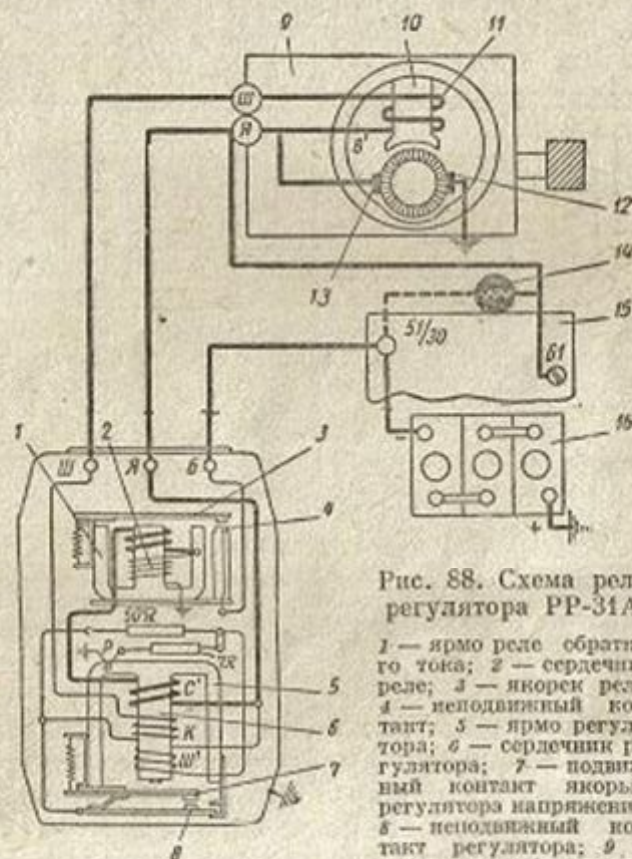 9
10
11
Ш
Я
в'
12
13
14
15
51/30
61
16
1
2
3
Ш
Я
Б
4
7Ω
P
5
С'
К
6
Ш'
7
8
Рис. 88. Схема рел
регулятора РР-31А
1 — ярмо реле обратн
го тока; 2 — сердечни
реле; 3 — якорек рел
4 — неподвижный ко
такт; 5 — ярмо регул
тора; 6 — сердечник р
гулятора; 7 — подвиж
ный контакт якорь
регулятора напряжени
8 — неподвижный ко
такт регулятора; 9